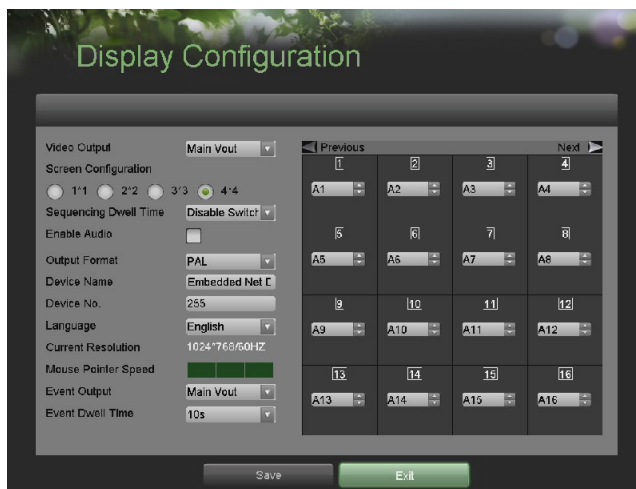 Display Configuration
Video Output Main Vout
Screen Configuration
1*1 2*2 3*3 4*4
Sequencing Dwell Time Disable Switch
Enable Audio
Output Format PAL
Device Name Embedded Net D
Device No. 255
Language English
Current Resolution 1024*768/60HZ
Mouse Pointer Speed
Event Output Main Vout
Event Dwell Time 10s
Previous Next
1 2 3 4
A1 A2 A3 A4
5 6 7 8
A5 A6 A7 A8
9 10 11 12
A9 A10 A11 A12
13 14 15 16
A13 A14 A15 A16
Save Exit